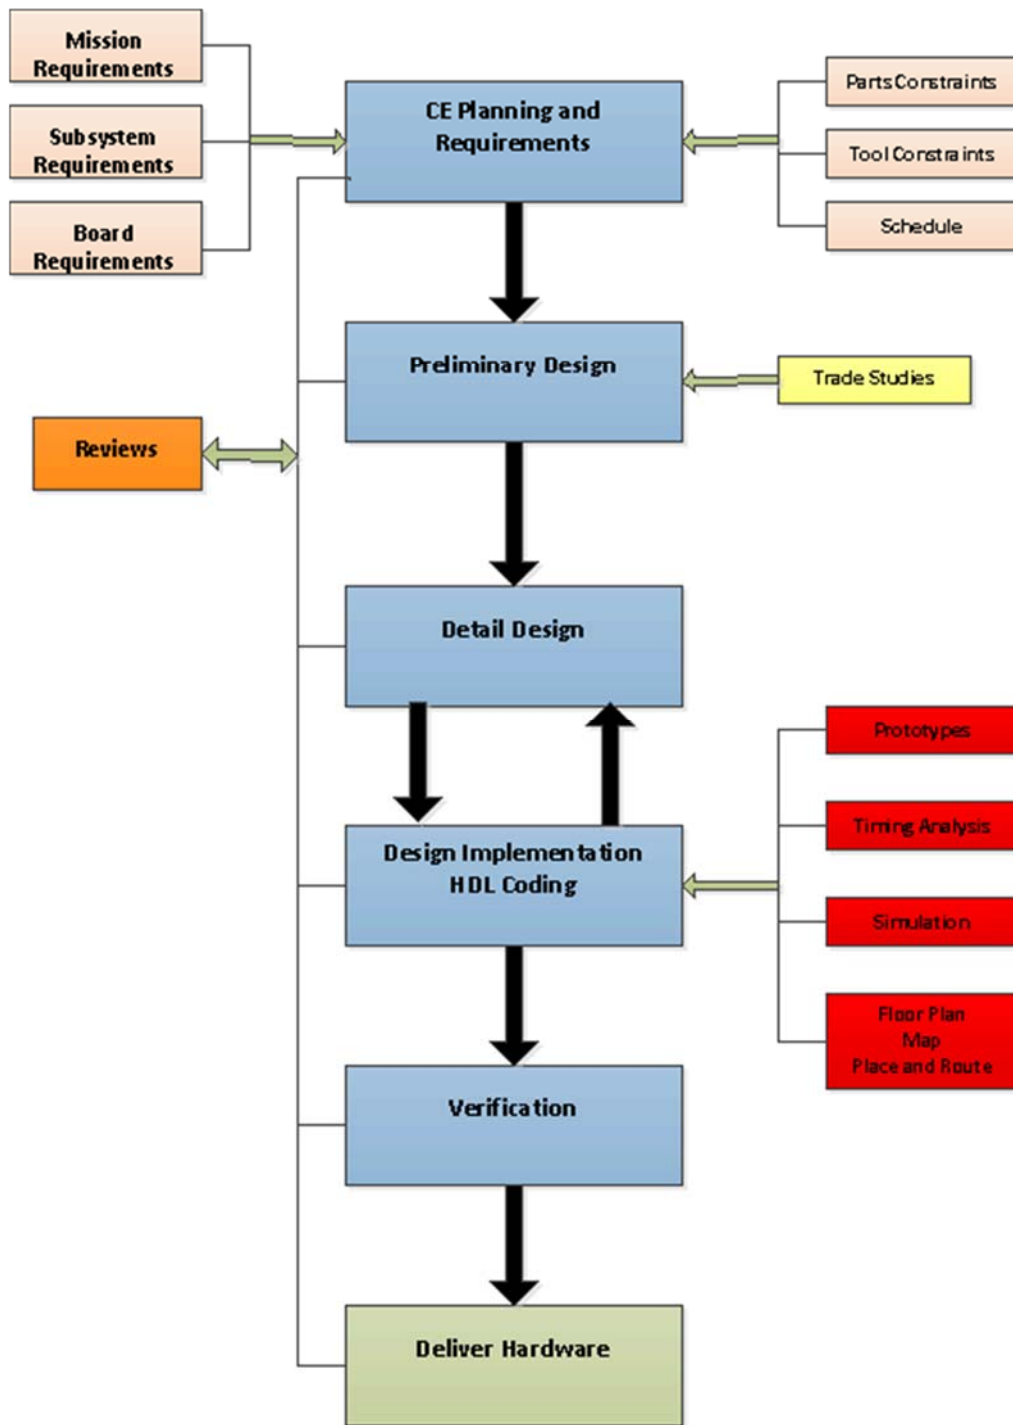 Mission
Requirements
Subsystem
Requirements
Board
Requirements
CE Planning and
Requirements
Parts Constraints
Tool Constraints
Schedule
Preliminary Design
Trade Studies
Reviews
Detail Design
Design Implementation
HDL Coding
Prototypes
Timing Analysis
Simulation
Floor Plan
Map
Place and Route
Verification
Deliver Hardware